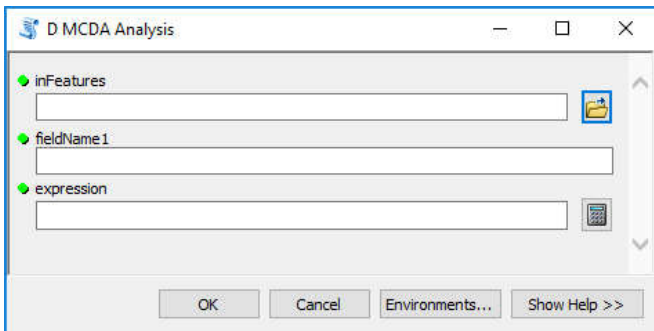 D MCDA Analysis
inFeatures
fieldName1
expression
OK
Cancel
Environments...
Show Help >>